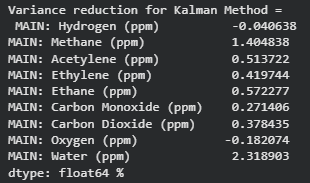 Variance reduction for Kalman Method =
MAIN: Hydrogen (ppm) -0.040638
MAIN: Methane (ppm) 1.404838
MAIN: Acetylene (ppm) 0.513722
MAIN: Ethylene (ppm) 0.419744
MAIN: Ethane (ppm) 0.572277
MAIN: Carbon Monoxide (ppm) 0.271406
MAIN: Carbon Dioxide (ppm) 0.378435
MAIN: Oxygen (ppm) -0.182074
MAIN: Water (ppm) 2.318903
dtype: float64 %